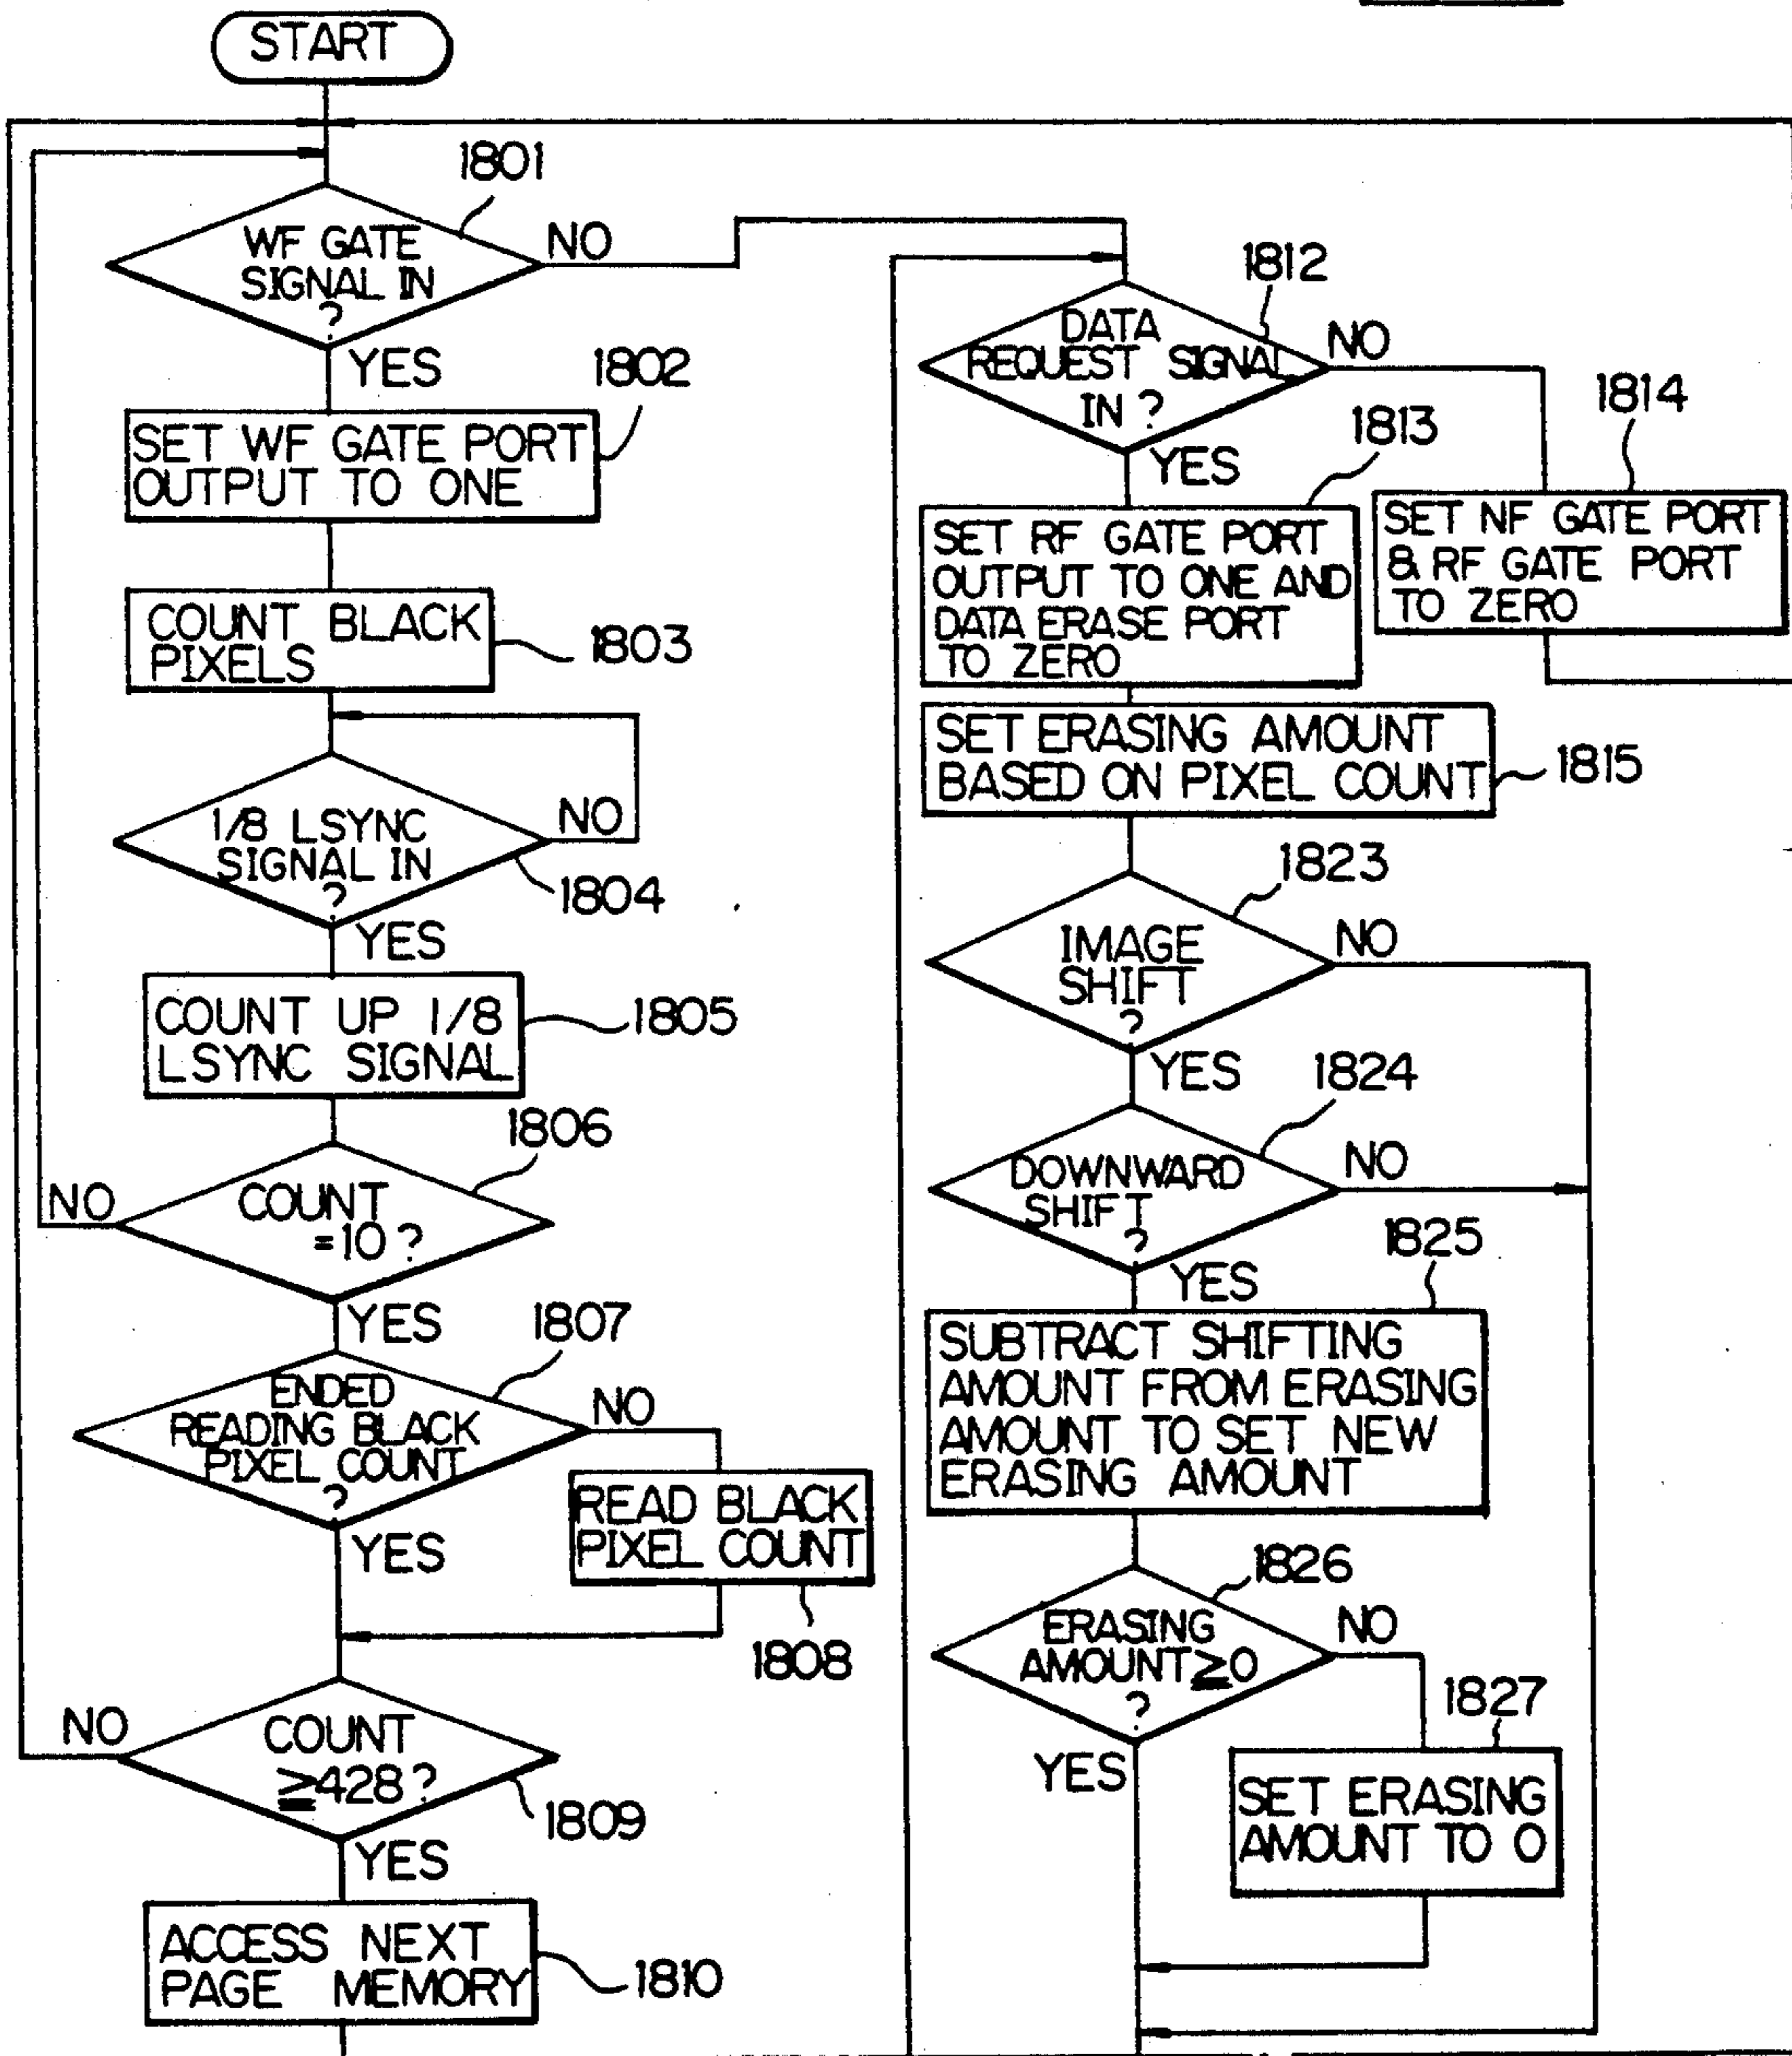 START
1801
WF GATE
SIGNAL IN
?
NO
YES
1802
SET WF GATE PORT
OUTPUT TO ONE
COUNT BLACK
PIXELS
1803
1/8 LSYNC
SIGNAL IN
?
NO
1804
YES
COUNT UP 1/8
LSYNC SIGNAL
1805
1806
COUNT
=10 ?
NO
YES
1807
ENDED
READING BLACK
PIXEL COUNT
?
NO
YES
READ BLACK
PIXEL COUNT
1808
COUNT
≧428 ?
NO
1809
YES
ACCESS NEXT
PAGE MEMORY
1810
1812
DATA
REQUEST SIGNAL
IN ?
NO
YES
1813
SET RF GATE PORT
OUTPUT TO ONE AND
DATA ERASE PORT
TO ZERO
1814
SET NF GATE PORT
& RF GATE PORT
TO ZERO
SET ERASING AMOUNT
BASED ON PIXEL COUNT
1815
1823
IMAGE
SHIFT
?
NO
YES
1824
DOWNWARD
SHIFT
?
NO
YES
1825
SUBTRACT SHIFTING
AMOUNT FROM ERASING
AMOUNT TO SET NEW
ERASING AMOUNT
1826
ERASING
AMOUNT≧0
?
NO
YES
1827
SET ERASING
AMOUNT TO 0